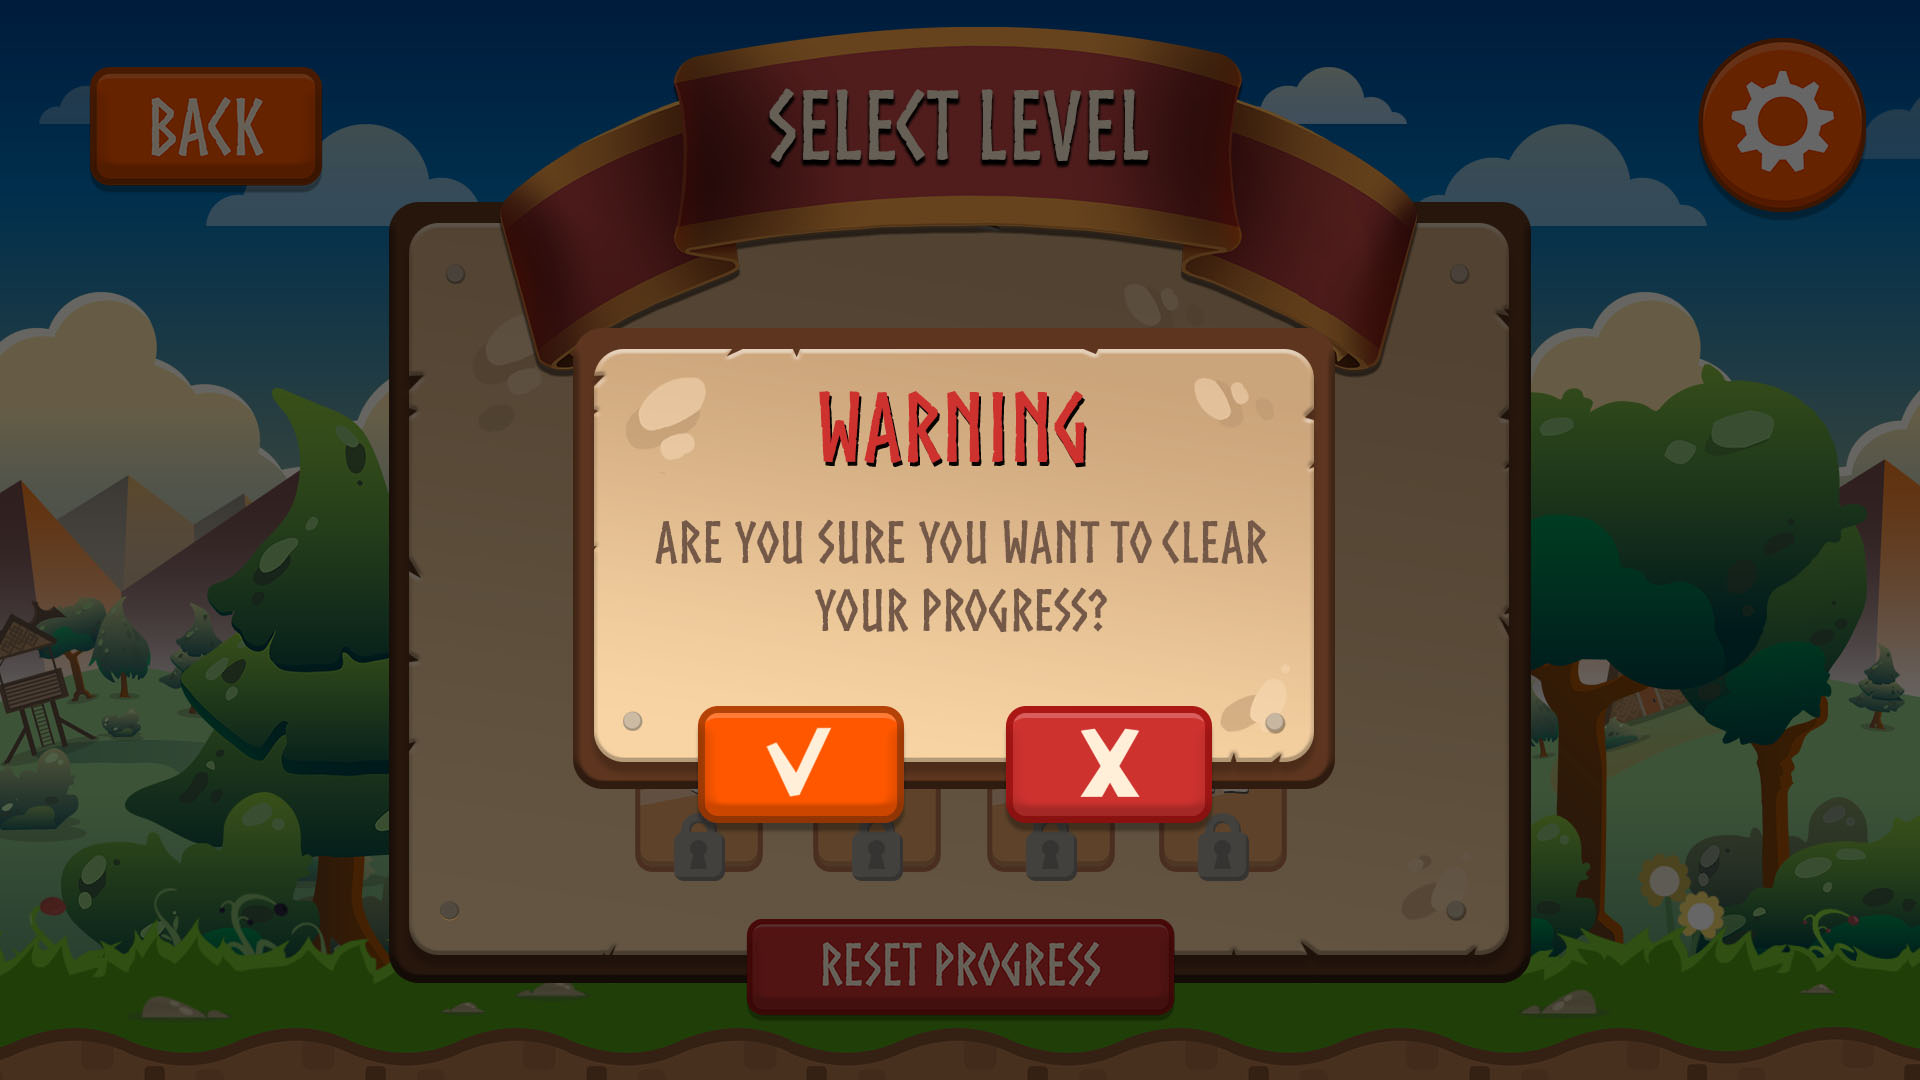 BACK
SELECT LEVEL
WARNING
ARE YOU SURE YOU WANT TO CLEAR
YOUR PROGRESS?
X
RESET PROGRESS